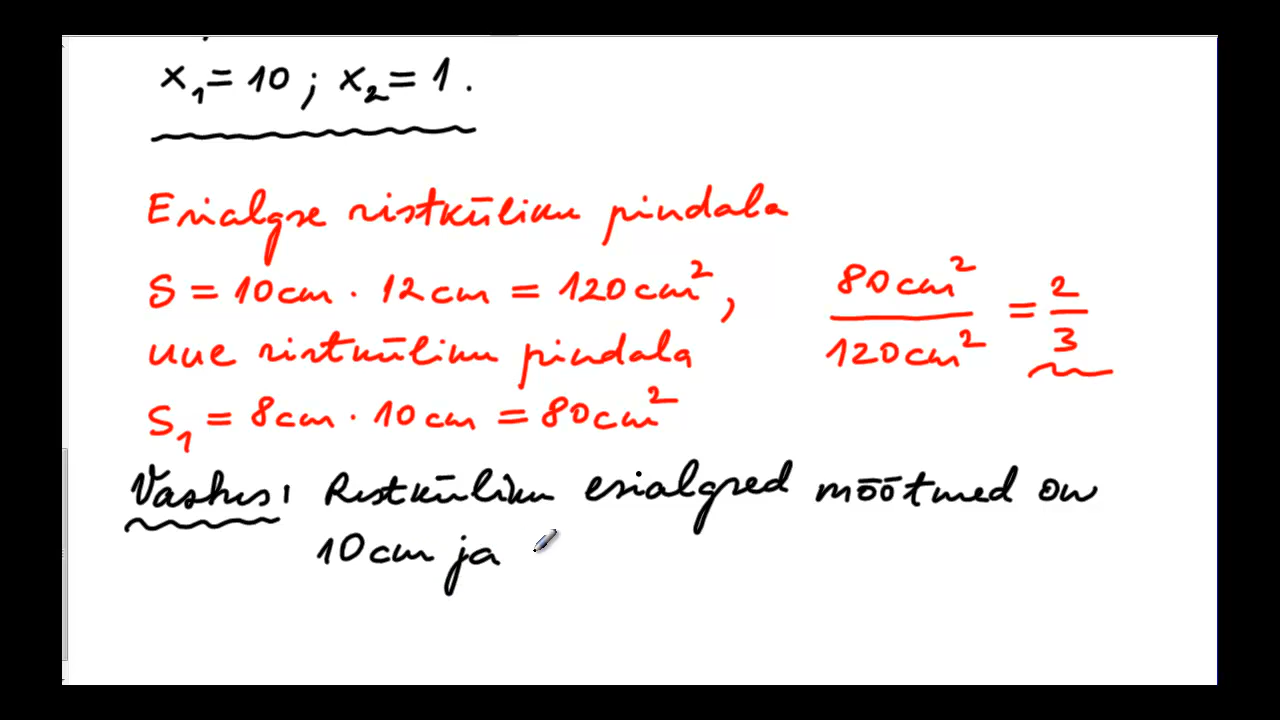 x₁ = 10 ; x₂ = 1 .
Esialgse ristküliku pindala
S = 10cm · 12cm = 120cm²,
80cm² / 120cm² = 2/3
uue ristküliku pindala
S₁ = 8cm · 10cm = 80cm²
Vastus: Ristküliku esialgsed mõõtmed on
10cm ja